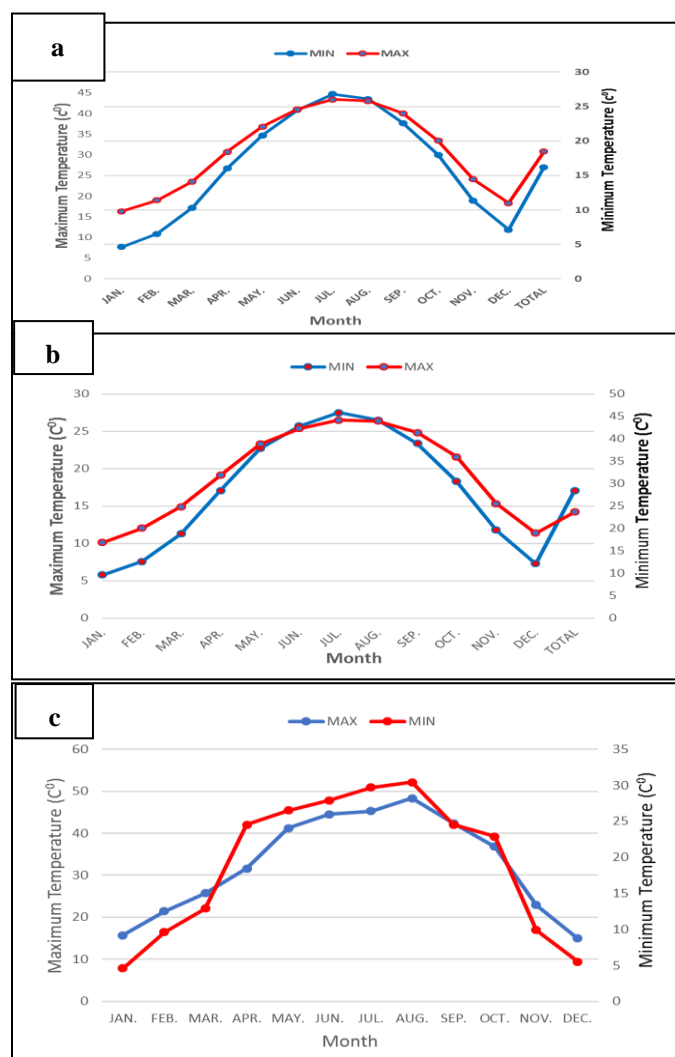 a
MIN MAX
Maximum Temperature (c⁰)
45
40
35
30
25
20
15
10
5
0
Minimum Temperature (c⁰)
30
25
20
15
10
5
0
JAN. FEB. MAR. APR. MAY. JUN. JUL. AUG. SEP. OCT. NOV. DEC. TOTAL
Month
b
MIN MAX
Maximum Temperature (C⁰)
30
25
20
15
10
5
0
Minimum Temperature (C⁰)
50
45
40
35
30
25
20
15
10
5
0
JAN. FEB. MAR. APR. MAY. JUN. JUL. AUG. SEP. OCT. NOV. DEC. TOTAL
Month
c
MAX MIN
Maximum Temperature (C⁰)
60
50
40
30
20
10
0
Minimum Temperature (C⁰)
35
30
25
20
15
10
5
0
JAN. FEB. MAR. APR. MAY. JUN. JUL. AUG. SEP. OCT. NOV. DEC.
Month